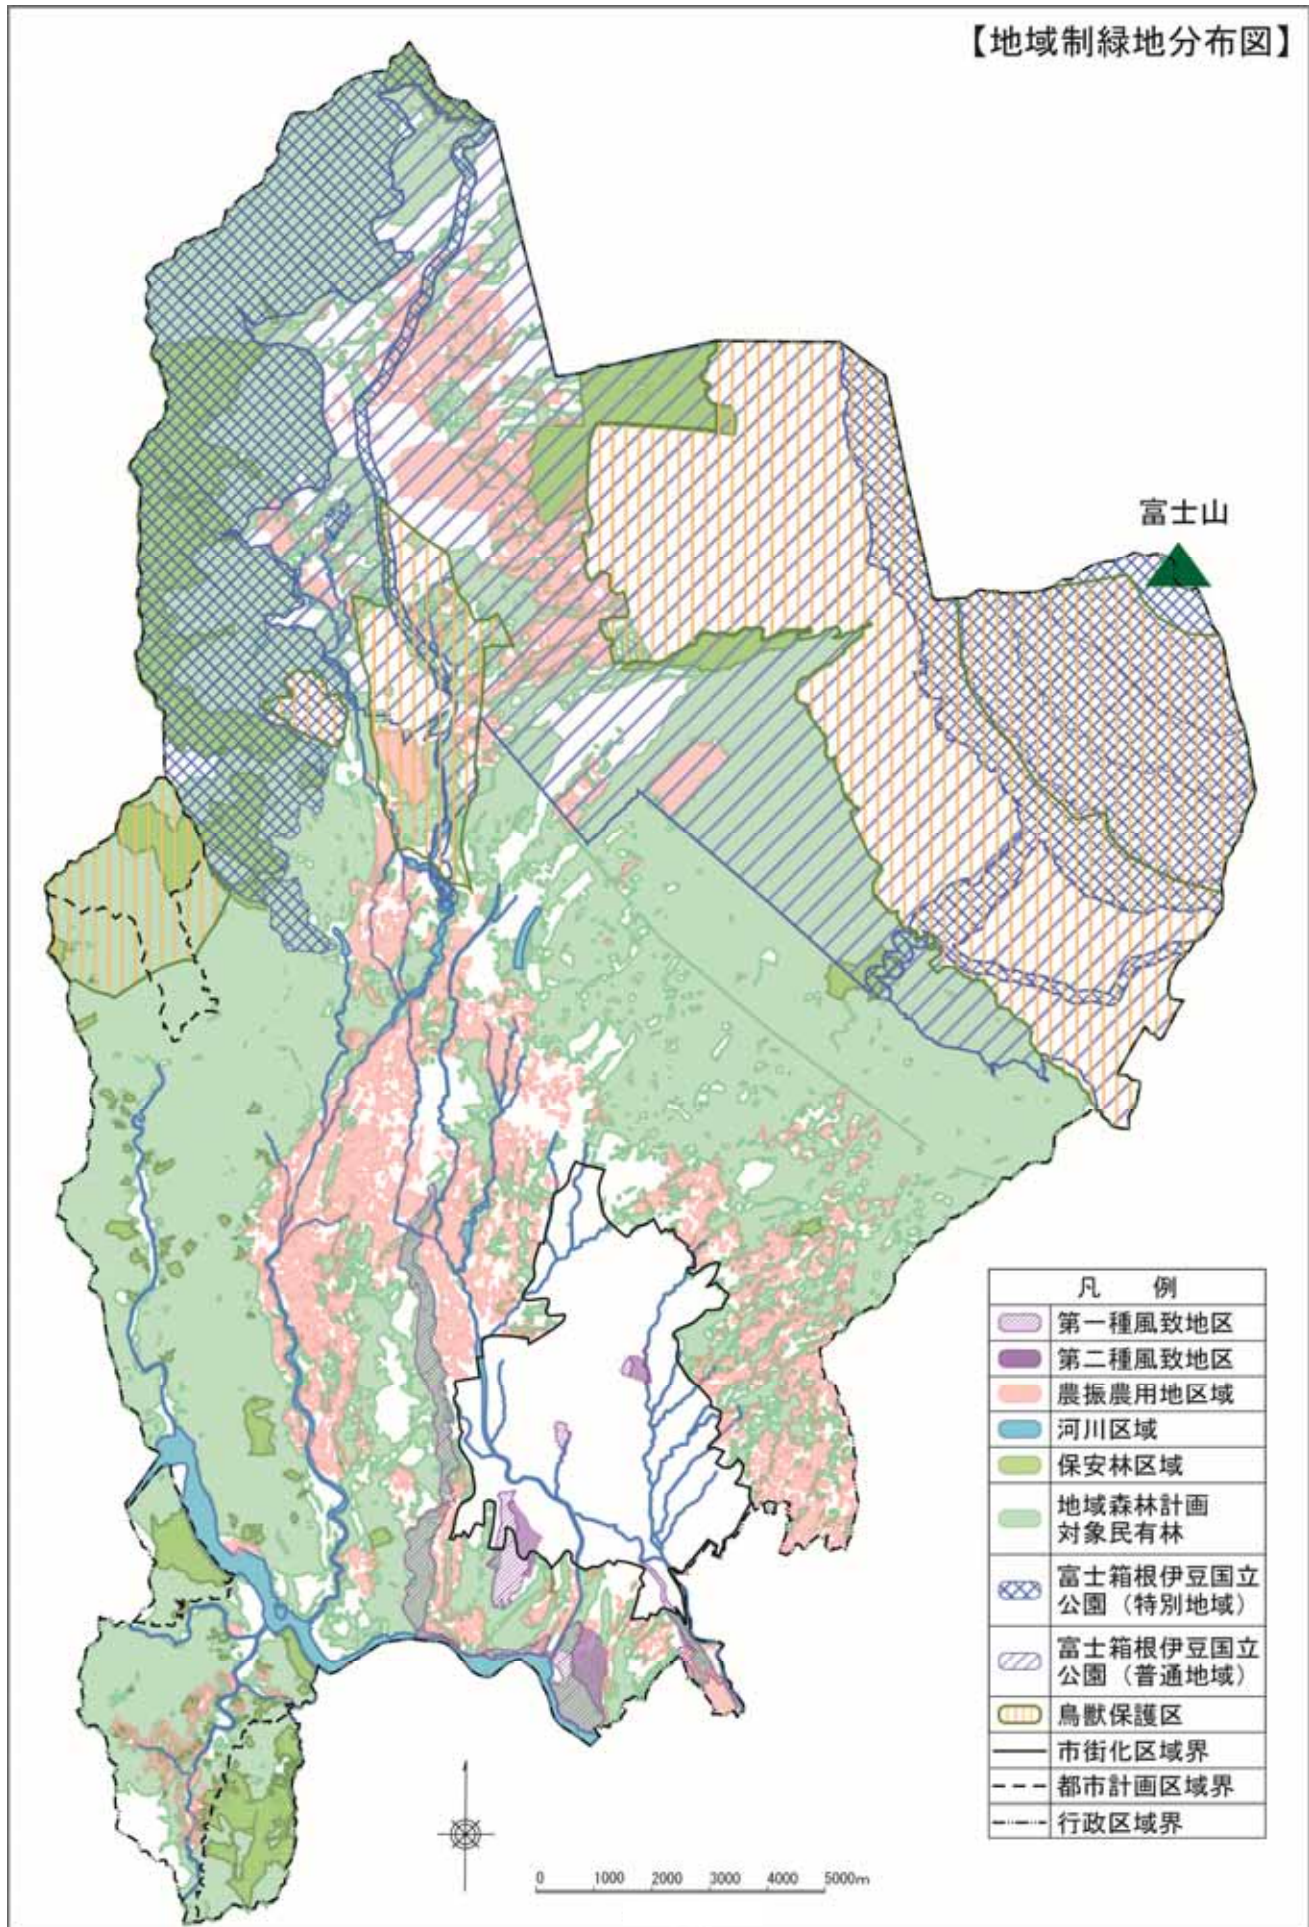 【地域制緑地分布図】
富士山
凡 例
第一種風致地区
第二種風致地区
農振農用地区域
河川区域
保安林区域
地域森林計画
対象民有林
富士箱根伊豆国立
公園（特別地域）
富士箱根伊豆国立
公園（普通地域）
鳥獣保護区
市街化区域界
都市計画区域界
行政区域界
0 1000 2000 3000 4000 5000m